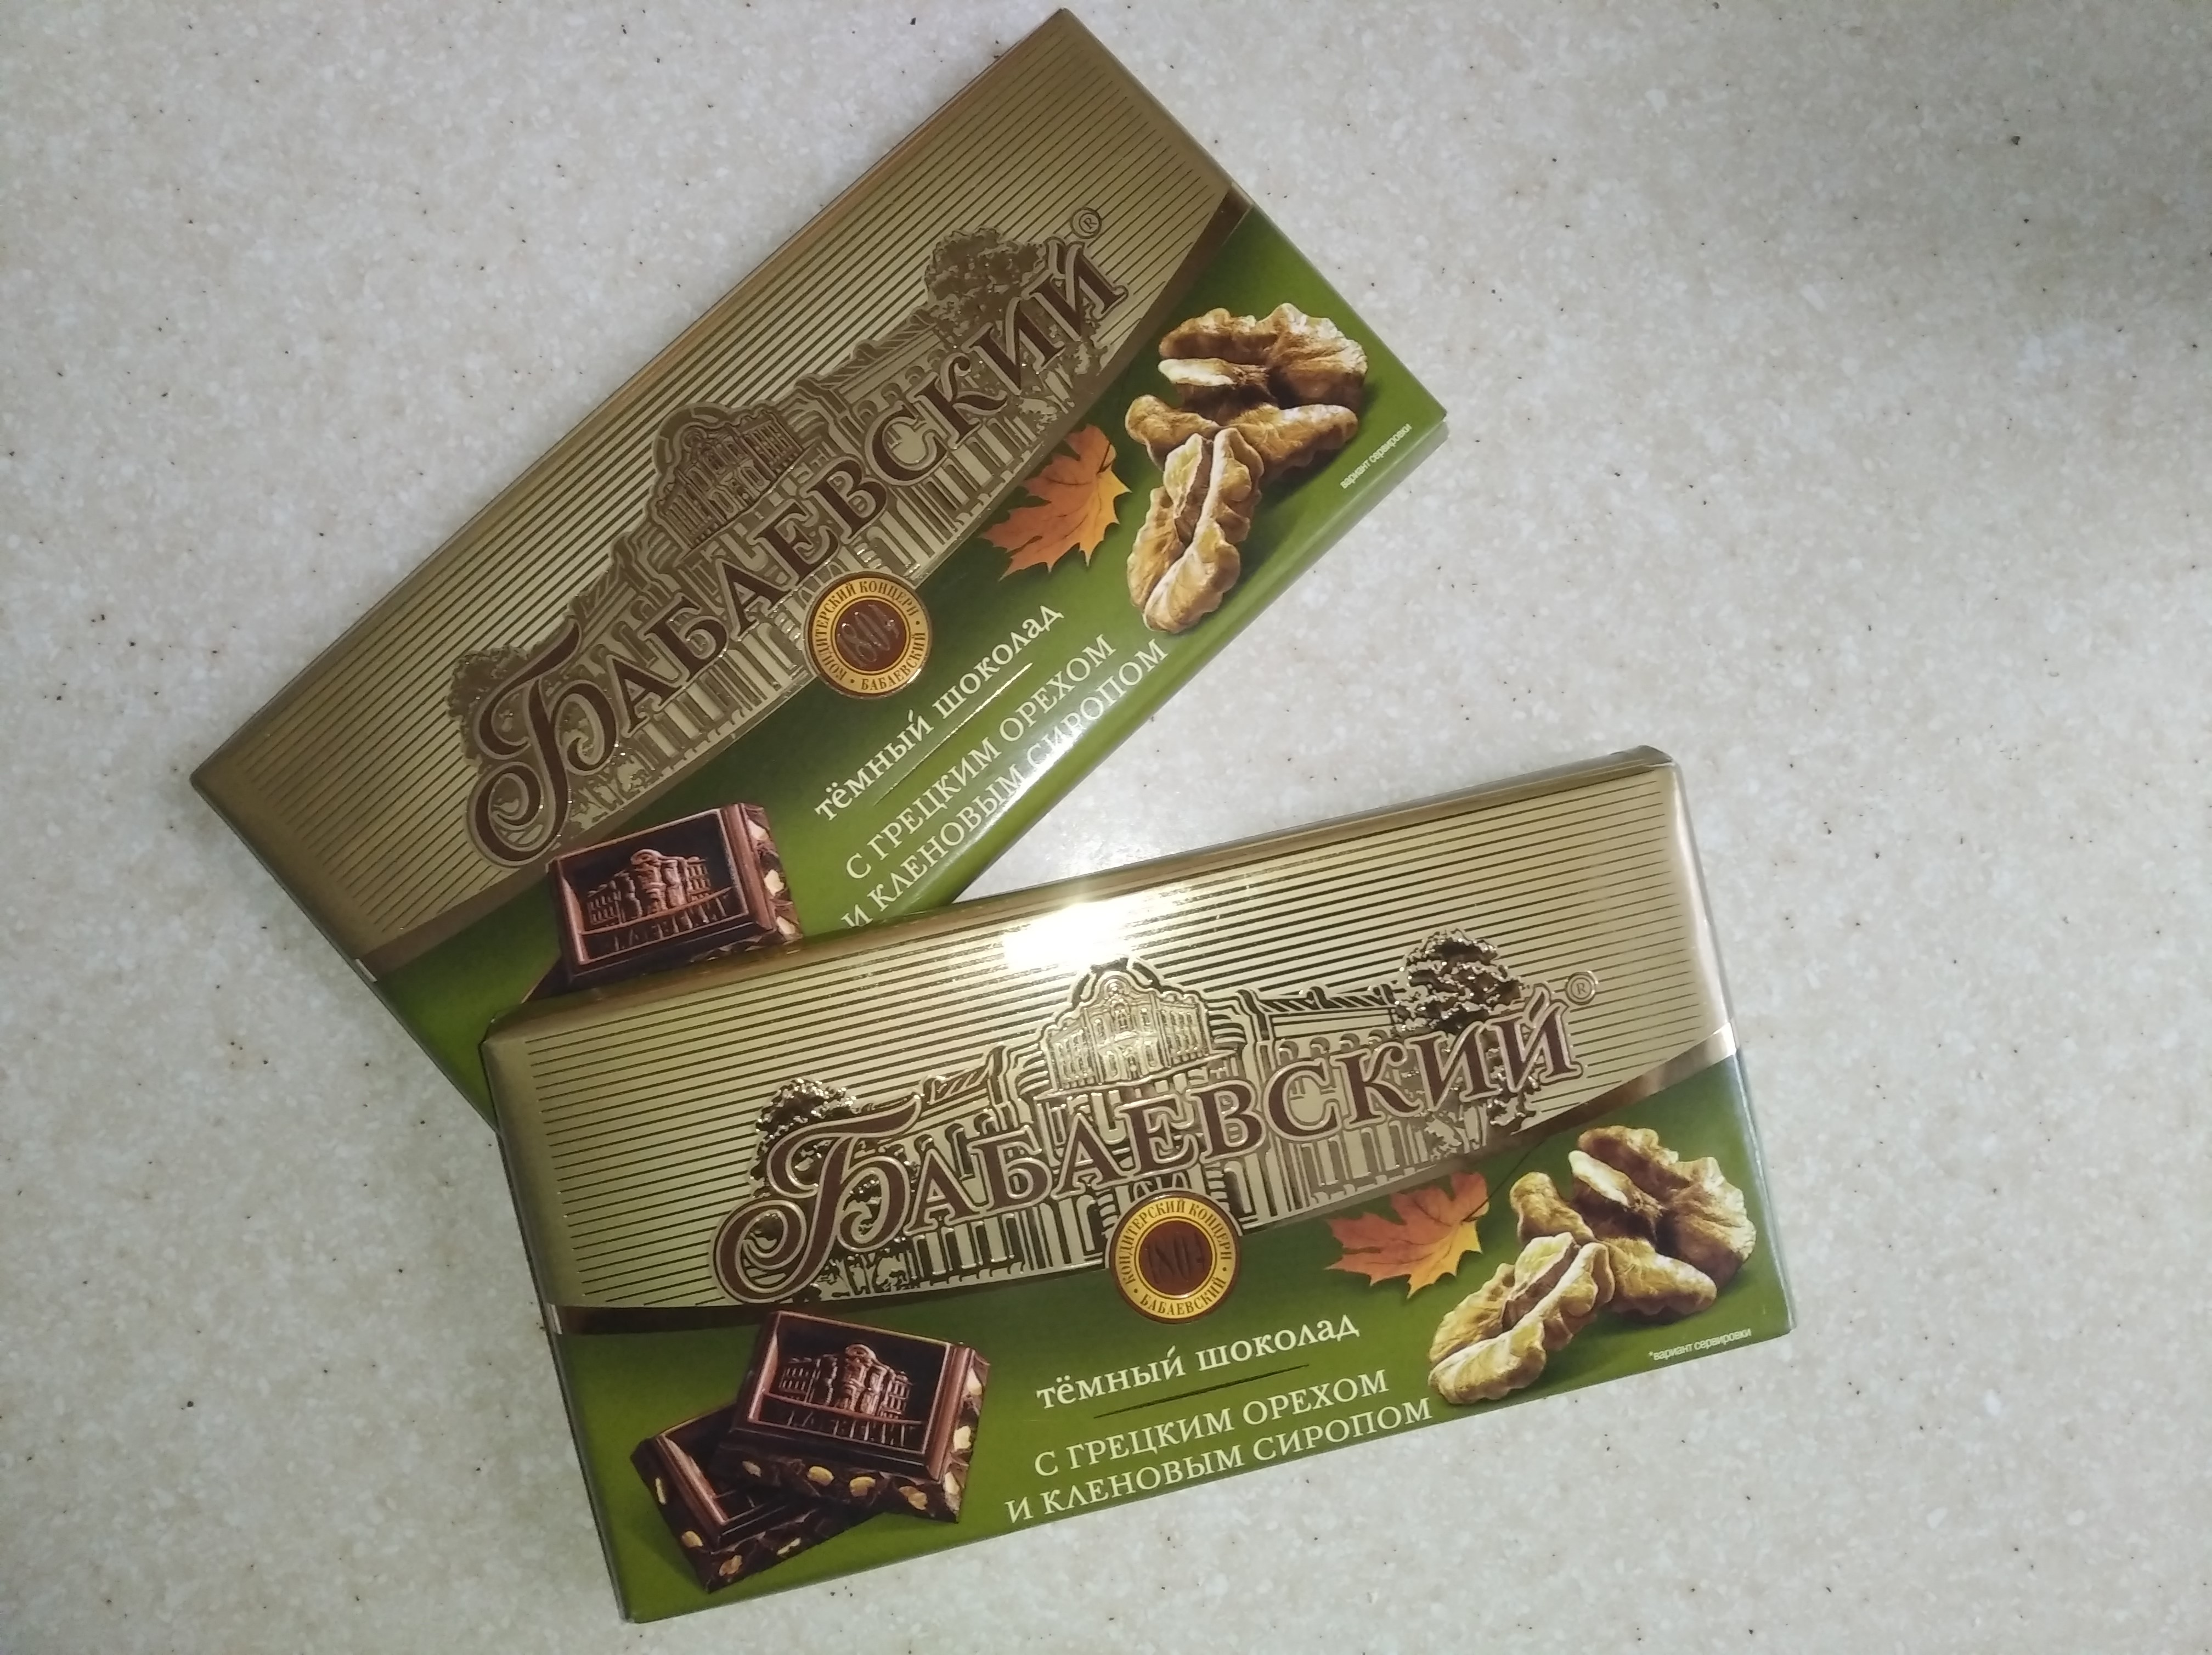 БАБАЕВСКИЙ®
КОНДИТЕРСКИЙ КОНЦЕРН
1804
• БАБАЕВСКИЙ •
тёмный шоколад
С ГРЕЦКИМ ОРЕХОМ
И КЛЕНОВЫМ СИРОПОМ
вариант сервировки
БАБАЕВСКИЙ®
КОНДИТЕРСКИЙ КОНЦЕРН
1804
• БАБАЕВСКИЙ •
тёмный шоколад
С ГРЕЦКИМ ОРЕХОМ
И КЛЕНОВЫМ СИРОПОМ
*вариант сервировки